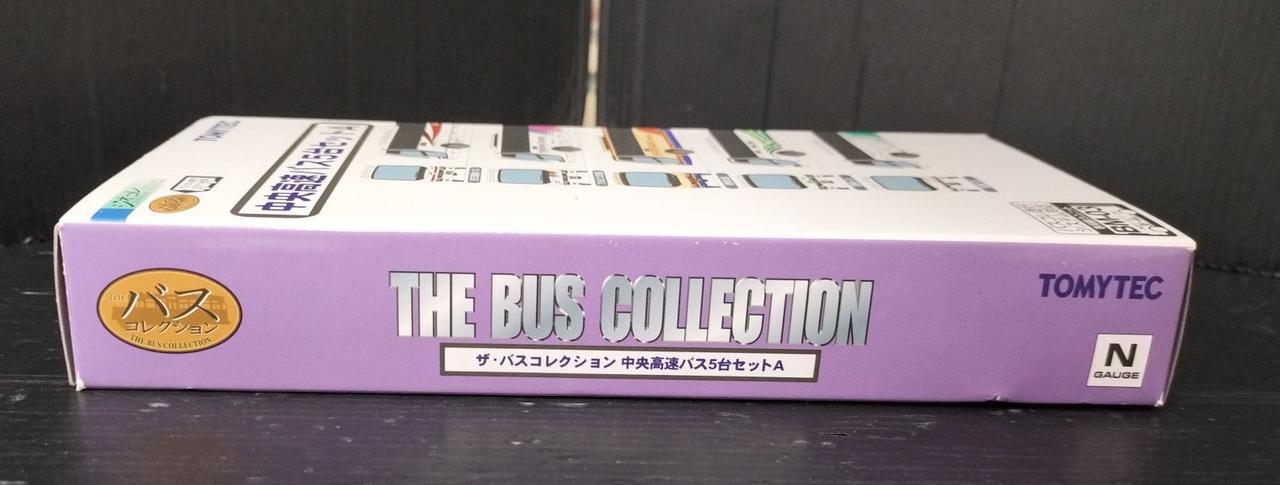 TOMYTEC
中央高速バス5台セットA
THE バス
コレクション
THE BUS COLLECTION
THE BUS COLLECTION
ザ・バスコレクション 中央高速バス5台セットA
TOMYTEC
N
GAUGE